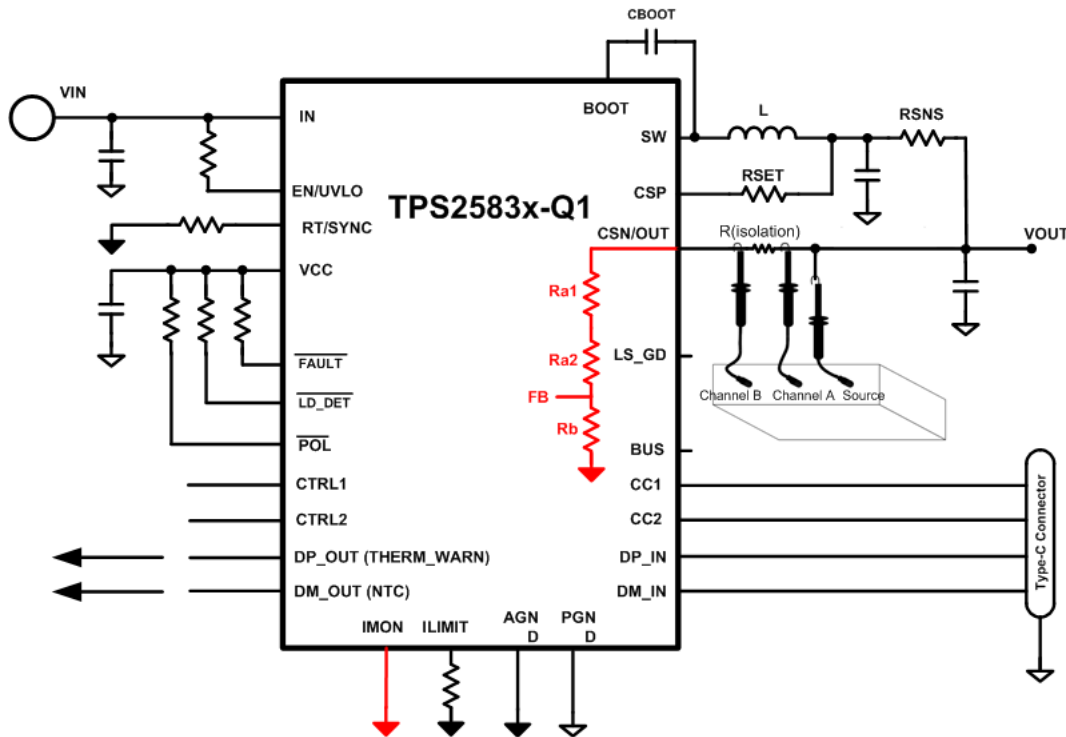 CBOOT
VIN
IN
BOOT
SW
L
RSNS
EN/UVLO
CSP
RSET
TPS2583x-Q1
RT/SYNC
CSN/OUT
R(isolation)
VOUT
VCC
Ra1
Ra2
LS_GD
FAULT
FB
Channel B
Channel A
Source
LD_DET
Rb
POL
BUS
CTRL1
CC1
CTRL2
CC2
DP_OUT (THERM_WARN)
DP_IN
DM_OUT (NTC)
DM_IN
Type-C Connector
IMON
ILIMIT
AGN
D
PGN
D